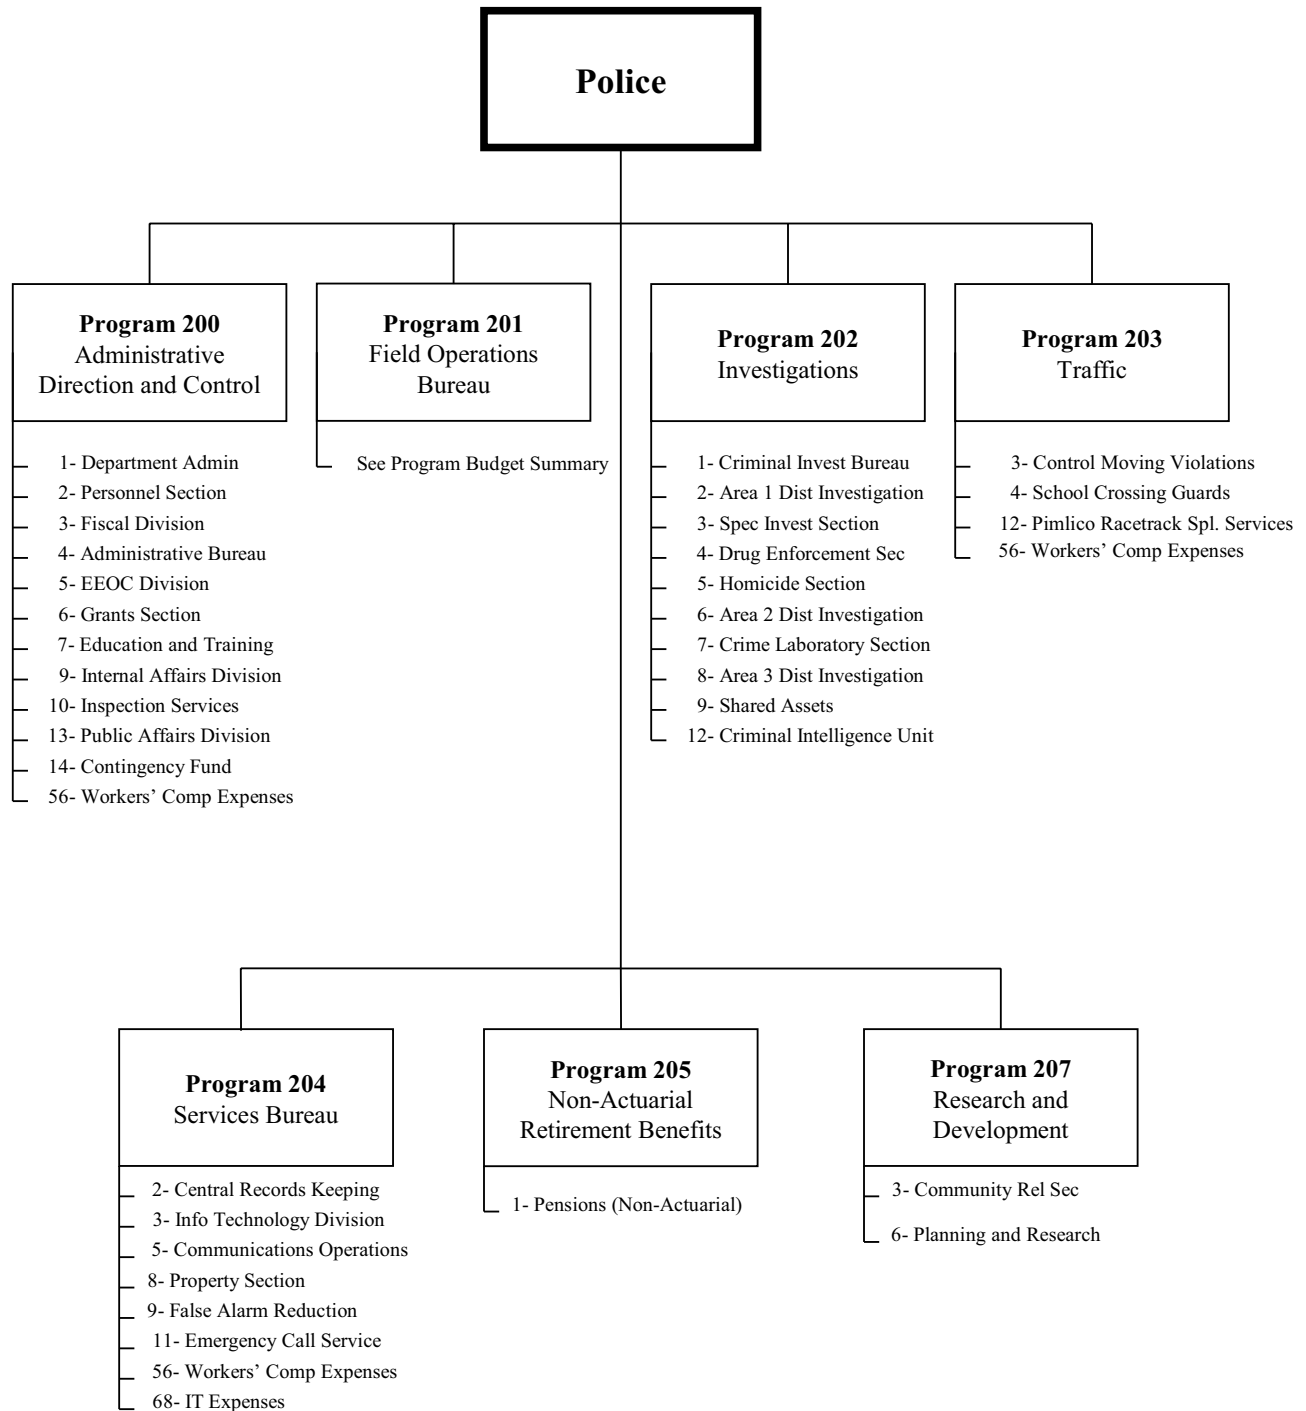 Police
Program 200
Administrative
Direction and Control
1- Department Admin
2- Personnel Section
3- Fiscal Division
4- Administrative Bureau
5- EEOC Division
6- Grants Section
7- Education and Training
9- Internal Affairs Division
10- Inspection Services
13- Public Affairs Division
14- Contingency Fund
56- Workers’ Comp Expenses
Program 201
Field Operations
Bureau
See Program Budget Summary
Program 202
Investigations
1- Criminal Invest Bureau
2- Area 1 Dist Investigation
3- Spec Invest Section
4- Drug Enforcement Sec
5- Homicide Section
6- Area 2 Dist Investigation
7- Crime Laboratory Section
8- Area 3 Dist Investigation
9- Shared Assets
12- Criminal Intelligence Unit
Program 203
Traffic
3- Control Moving Violations
4- School Crossing Guards
12- Pimlico Racetrack Spl. Services
56- Workers’ Comp Expenses
Program 204
Services Bureau
2- Central Records Keeping
3- Info Technology Division
5- Communications Operations
8- Property Section
9- False Alarm Reduction
11- Emergency Call Service
56- Workers’ Comp Expenses
68- IT Expenses
Program 205
Non-Actuarial
Retirement Benefits
1- Pensions (Non-Actuarial)
Program 207
Research and
Development
3- Community Rel Sec
6- Planning and Research